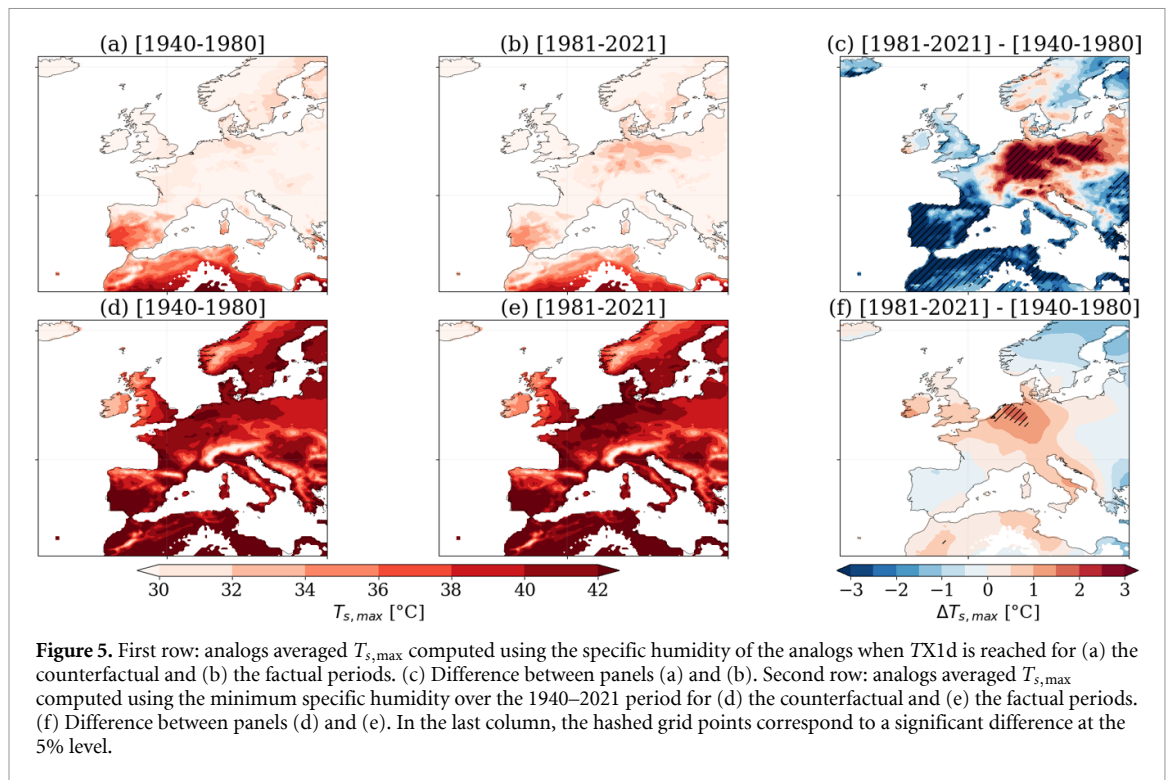 (a) [1940-1980]
(b) [1981-2021]
(c) [1981-2021] - [1940-1980]
(d) [1940-1980]
(e) [1981-2021]
(f) [1981-2021] - [1940-1980]
30 32 34 36 38 40 42
T_{s,max} [°C]
−3 −2 −1 0 1 2 3
ΔT_{s,max} [°C]
Figure 5. First row: analogs averaged T_{s,max} computed using the specific humidity of the analogs when TX1d is reached for (a) the
counterfactual and (b) the factual periods. (c) Difference between panels (a) and (b). Second row: analogs averaged T_{s,max}
computed using the minimum specific humidity over the 1940–2021 period for (d) the counterfactual and (e) the factual periods.
(f) Difference between panels (d) and (e). In the last column, the hashed grid points correspond to a significant difference at the
5% level.